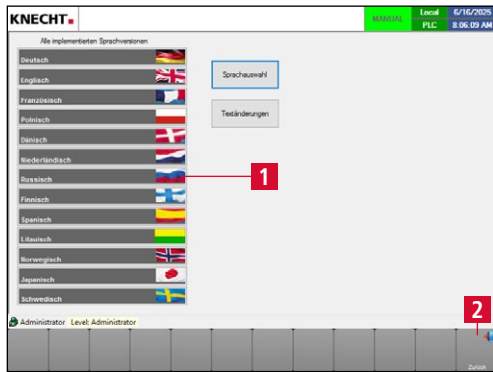 KNECHT
MANUAL
Local
6/16/2025
PLC
8:06:09 AM
Alle implementierten Sprachversionen
Deutsch
Englisch
Französisch
Polnisch
Dänisch
Niederländisch
Russisch
Finnisch
Spanisch
Litauisch
Norwegisch
Japanisch
Schwedisch
Sprachauswahl
Textänderungen
1
2
Administrator Level: Administrator
Zurück